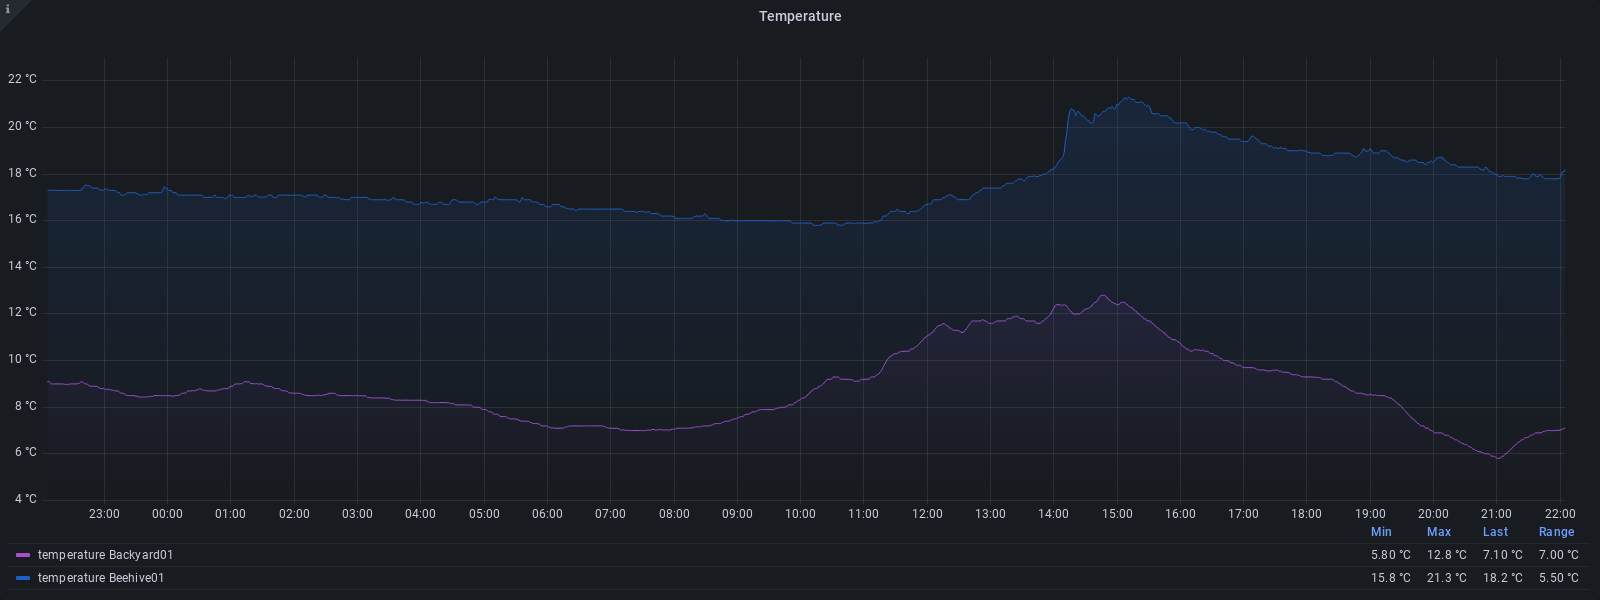 i
Temperature
22 °C
20 °C
18 °C
16 °C
14 °C
12 °C
10 °C
8 °C
6 °C
4 °C
23:00 00:00 01:00 02:00 03:00 04:00 05:00 06:00 07:00 08:00 09:00 10:00 11:00 12:00 13:00 14:00 15:00 16:00 17:00 18:00 19:00 20:00 21:00 22:00
Min Max Last Range
temperature Backyard01 5.80 °C 12.8 °C 7.10 °C 7.00 °C
temperature Beehive01 15.8 °C 21.3 °C 18.2 °C 5.50 °C